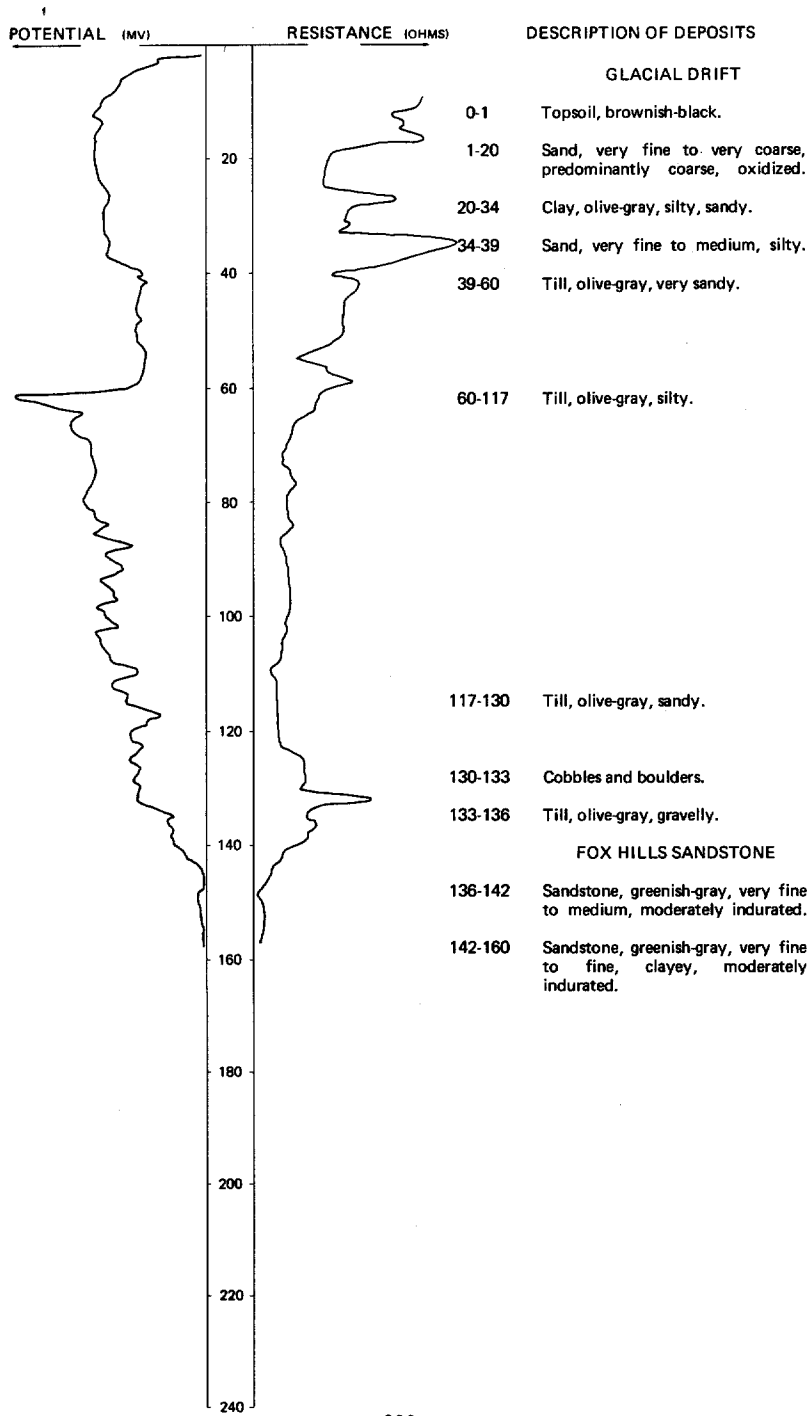 POTENTIAL (MV) RESISTANCE (OHMS) DESCRIPTION OF DEPOSITS
GLACIAL DRIFT
0-1 Topsoil, brownish-black.
1-20 Sand, very fine to very coarse,
predominantly coarse, oxidized.
20
20-34 Clay, olive-gray, silty, sandy.
34-39 Sand, very fine to medium, silty.
40
39-60 Till, olive-gray, very sandy.
60
60-117 Till, olive-gray, silty.
80
100
117-130 Till, olive-gray, sandy.
120
130-133 Cobbles and boulders.
133-136 Till, olive-gray, gravelly.
140
FOX HILLS SANDSTONE
136-142 Sandstone, greenish-gray, very fine
to medium, moderately indurated.
142-160 Sandstone, greenish-gray, very fine
160
to fine, clayey, moderately
indurated.
180
200
220
240